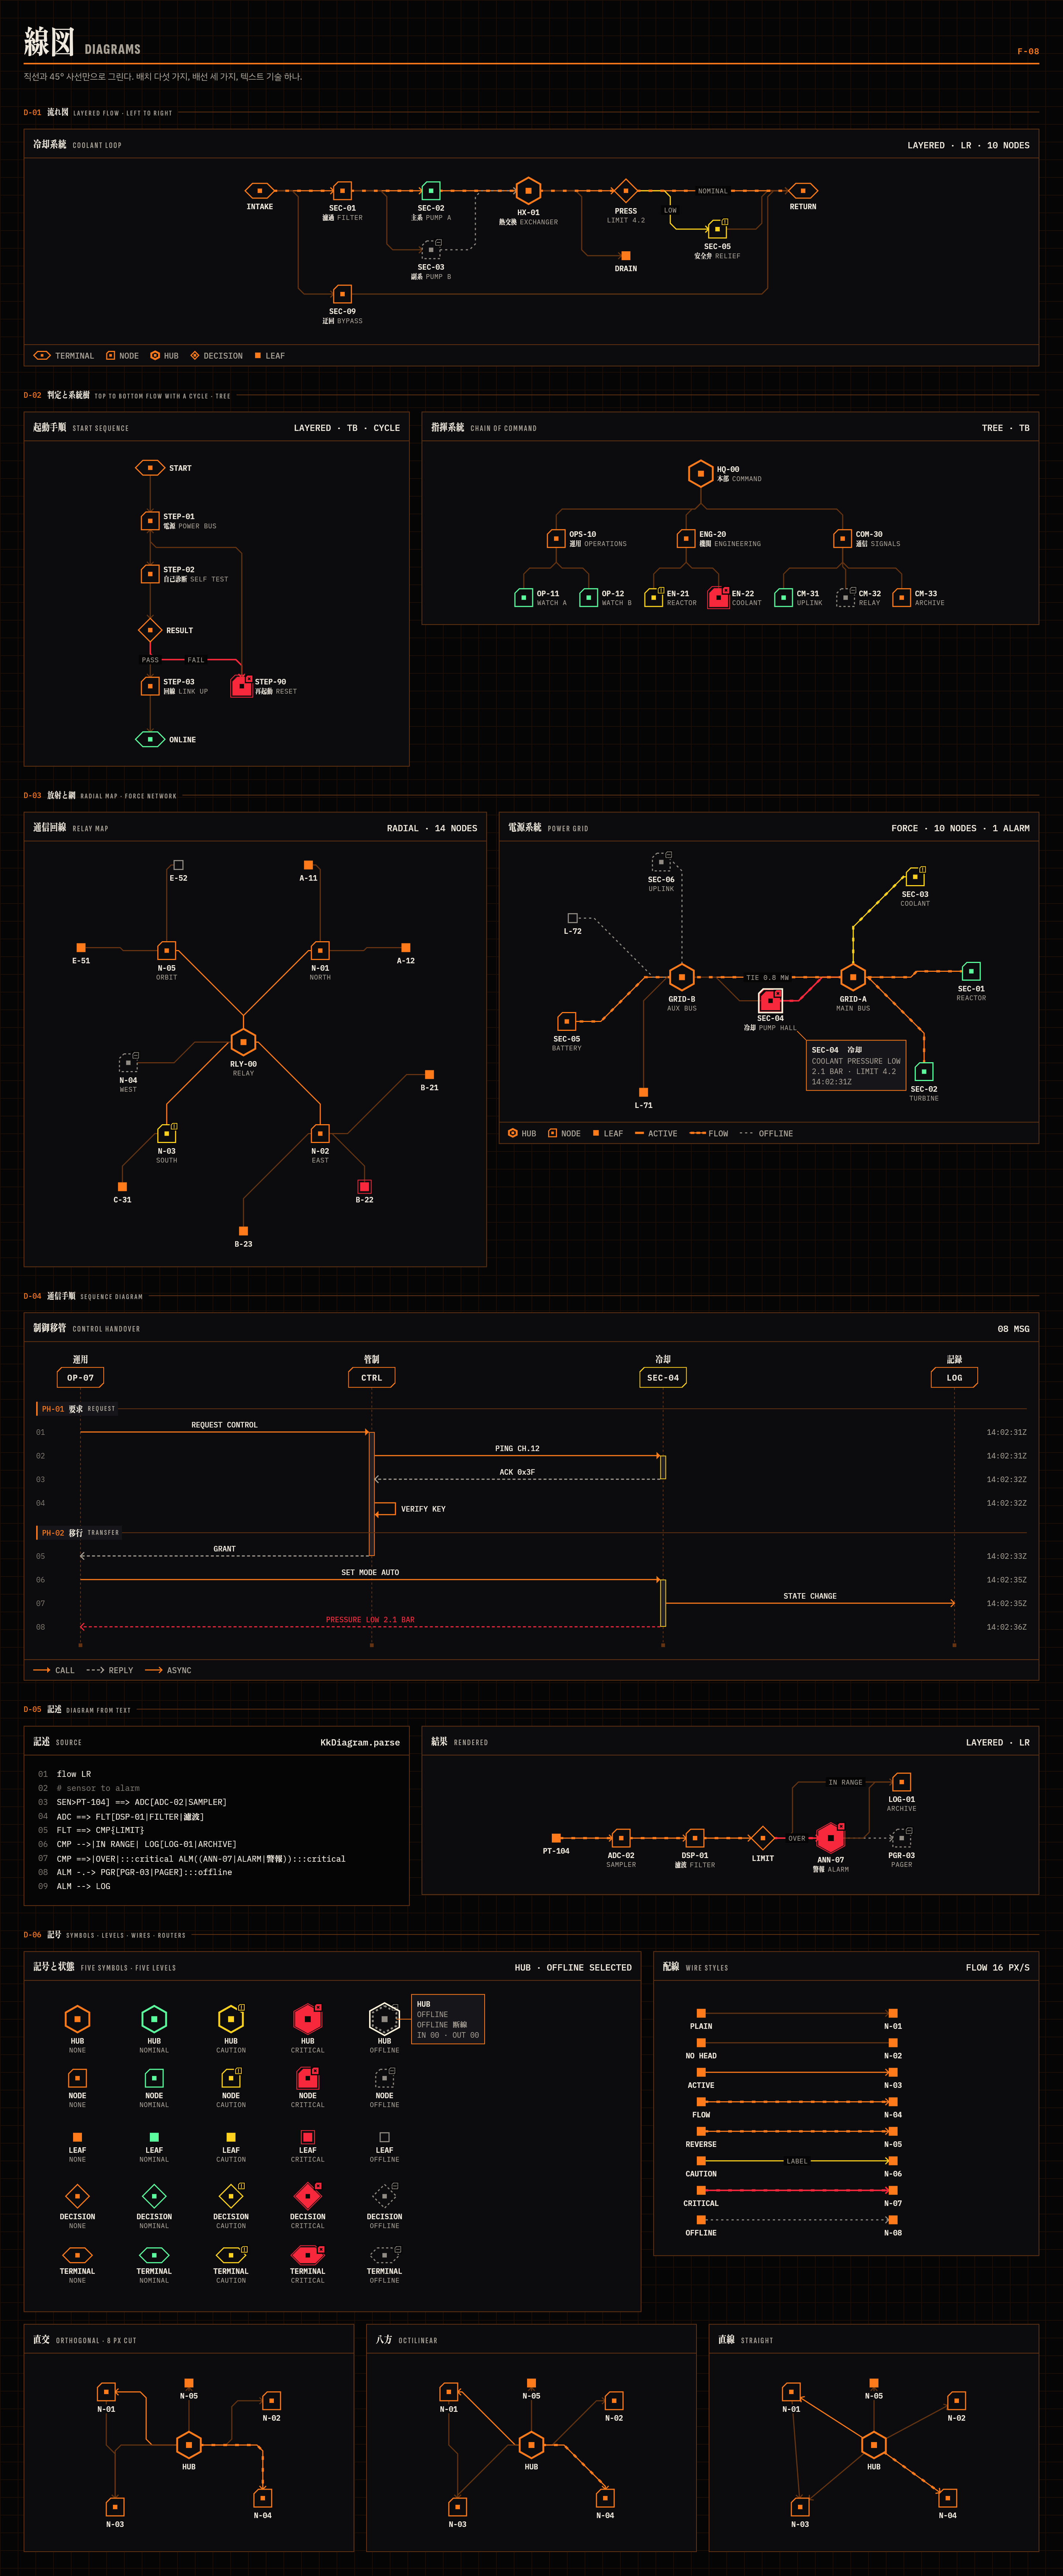 線図 DIAGRAMS
F-08
직선과 45° 사선만으로 그린다. 배치 다섯 가지, 배선 세 가지, 텍스트 기술 하나.
D-01 流れ図 LAYERED FLOW · LEFT TO RIGHT
冷却系統 COOLANT LOOP
LAYERED · LR · 10 NODES
INTAKE
SEC-01
濾過 FILTER
SEC-02
主系 PUMP A
HX-01
熱交換 EXCHANGER
PRESS
LIMIT 4.2
NOMINAL
RETURN
LOW
SEC-05
安全弁 RELIEF
SEC-03
副系 PUMP B
DRAIN
SEC-09
迂回 BYPASS
TERMINAL NODE HUB DECISION LEAF
D-02 判定と系統樹 TOP TO BOTTOM FLOW WITH A CYCLE · TREE
起動手順 START SEQUENCE
LAYERED · TB · CYCLE
START
STEP-01
電源 POWER BUS
STEP-02
自己診断 SELF TEST
RESULT
PASS
FAIL
STEP-03
回線 LINK UP
STEP-90
再起動 RESET
ONLINE
指揮系統 CHAIN OF COMMAND
TREE · TB
HQ-00
本部 COMMAND
OPS-10
運用 OPERATIONS
ENG-20
機関 ENGINEERING
COM-30
通信 SIGNALS
OP-11
WATCH A
OP-12
WATCH B
EN-21
REACTOR
EN-22
COOLANT
CM-31
UPLINK
CM-32
RELAY
CM-33
ARCHIVE
D-03 放射と網 RADIAL MAP · FORCE NETWORK
通信回線 RELAY MAP
RADIAL · 14 NODES
E-52
A-11
E-51
N-05
ORBIT
N-01
NORTH
A-12
RLY-00
RELAY
N-04
WEST
B-21
N-03
SOUTH
N-02
EAST
C-31
B-22
B-23
電源系統 POWER GRID
FORCE · 10 NODES · 1 ALARM
SEC-06
UPLINK
SEC-03
COOLANT
L-72
GRID-B
AUX BUS
TIE 0.8 MW
GRID-A
MAIN BUS
SEC-01
REACTOR
SEC-04
冷却 PUMP HALL
SEC-05
BATTERY
SEC-04 冷却
COOLANT PRESSURE LOW
2.1 BAR · LIMIT 4.2
14:02:31Z
SEC-02
TURBINE
L-71
HUB NODE LEAF ACTIVE FLOW OFFLINE
D-04 通信手順 SEQUENCE DIAGRAM
制御移管 CONTROL HANDOVER
08 MSG
運用
OP-07
管制
CTRL
冷却
SEC-04
記録
LOG
PH-01 要求 REQUEST
01 REQUEST CONTROL 14:02:31Z
02 PING CH.12 14:02:31Z
03 ACK 0x3F 14:02:32Z
04 VERIFY KEY 14:02:32Z
PH-02 移行 TRANSFER
05 GRANT 14:02:33Z
06 SET MODE AUTO 14:02:35Z
07 STATE CHANGE 14:02:35Z
08 PRESSURE LOW 2.1 BAR 14:02:36Z
CALL REPLY ASYNC
D-05 記述 DIAGRAM FROM TEXT
記述 SOURCE
KkDiagram.parse
01 flow LR
02 # sensor to alarm
03 SEN>PT-104] ==> ADC[ADC-02|SAMPLER]
04 ADC ==> FLT[DSP-01|FILTER|濾波]
05 FLT ==> CMP{LIMIT}
06 CMP -->|IN RANGE| LOG[LOG-01|ARCHIVE]
07 CMP ==>|OVER|:::critical ALM((ANN-07|ALARM|警報)):::critical
08 ALM -.-> PGR[PGR-03|PAGER]:::offline
09 ALM --> LOG
結果 RENDERED
LAYERED · LR
IN RANGE
LOG-01
ARCHIVE
PT-104
ADC-02
SAMPLER
DSP-01
濾波 FILTER
LIMIT
OVER
ANN-07
警報 ALARM
PGR-03
PAGER
D-06 記号 SYMBOLS · LEVELS · WIRES · ROUTERS
記号と状態 FIVE SYMBOLS · FIVE LEVELS
HUB · OFFLINE SELECTED
HUB HUB HUB HUB HUB
NONE NOMINAL CAUTION CRITICAL OFFLINE
HUB
OFFLINE
OFFLINE 断線
IN 00 · OUT 00
NODE NODE NODE NODE NODE
NONE NOMINAL CAUTION CRITICAL OFFLINE
LEAF LEAF LEAF LEAF LEAF
NONE NOMINAL CAUTION CRITICAL OFFLINE
DECISION DECISION DECISION DECISION DECISION
NONE NOMINAL CAUTION CRITICAL OFFLINE
TERMINAL TERMINAL TERMINAL TERMINAL TERMINAL
NONE NOMINAL CAUTION CRITICAL OFFLINE
配線 WIRE STYLES
FLOW 16 PX/S
PLAIN N-01
NO HEAD N-02
ACTIVE N-03
FLOW N-04
REVERSE N-05
LABEL
CAUTION N-06
CRITICAL N-07
OFFLINE N-08
直交 ORTHOGONAL · 8 PX CUT
N-01
N-05
N-02
HUB
N-03
N-04
八方 OCTILINEAR
N-01
N-05
N-02
HUB
N-03
N-04
直線 STRAIGHT
N-01
N-05
N-02
HUB
N-03
N-04